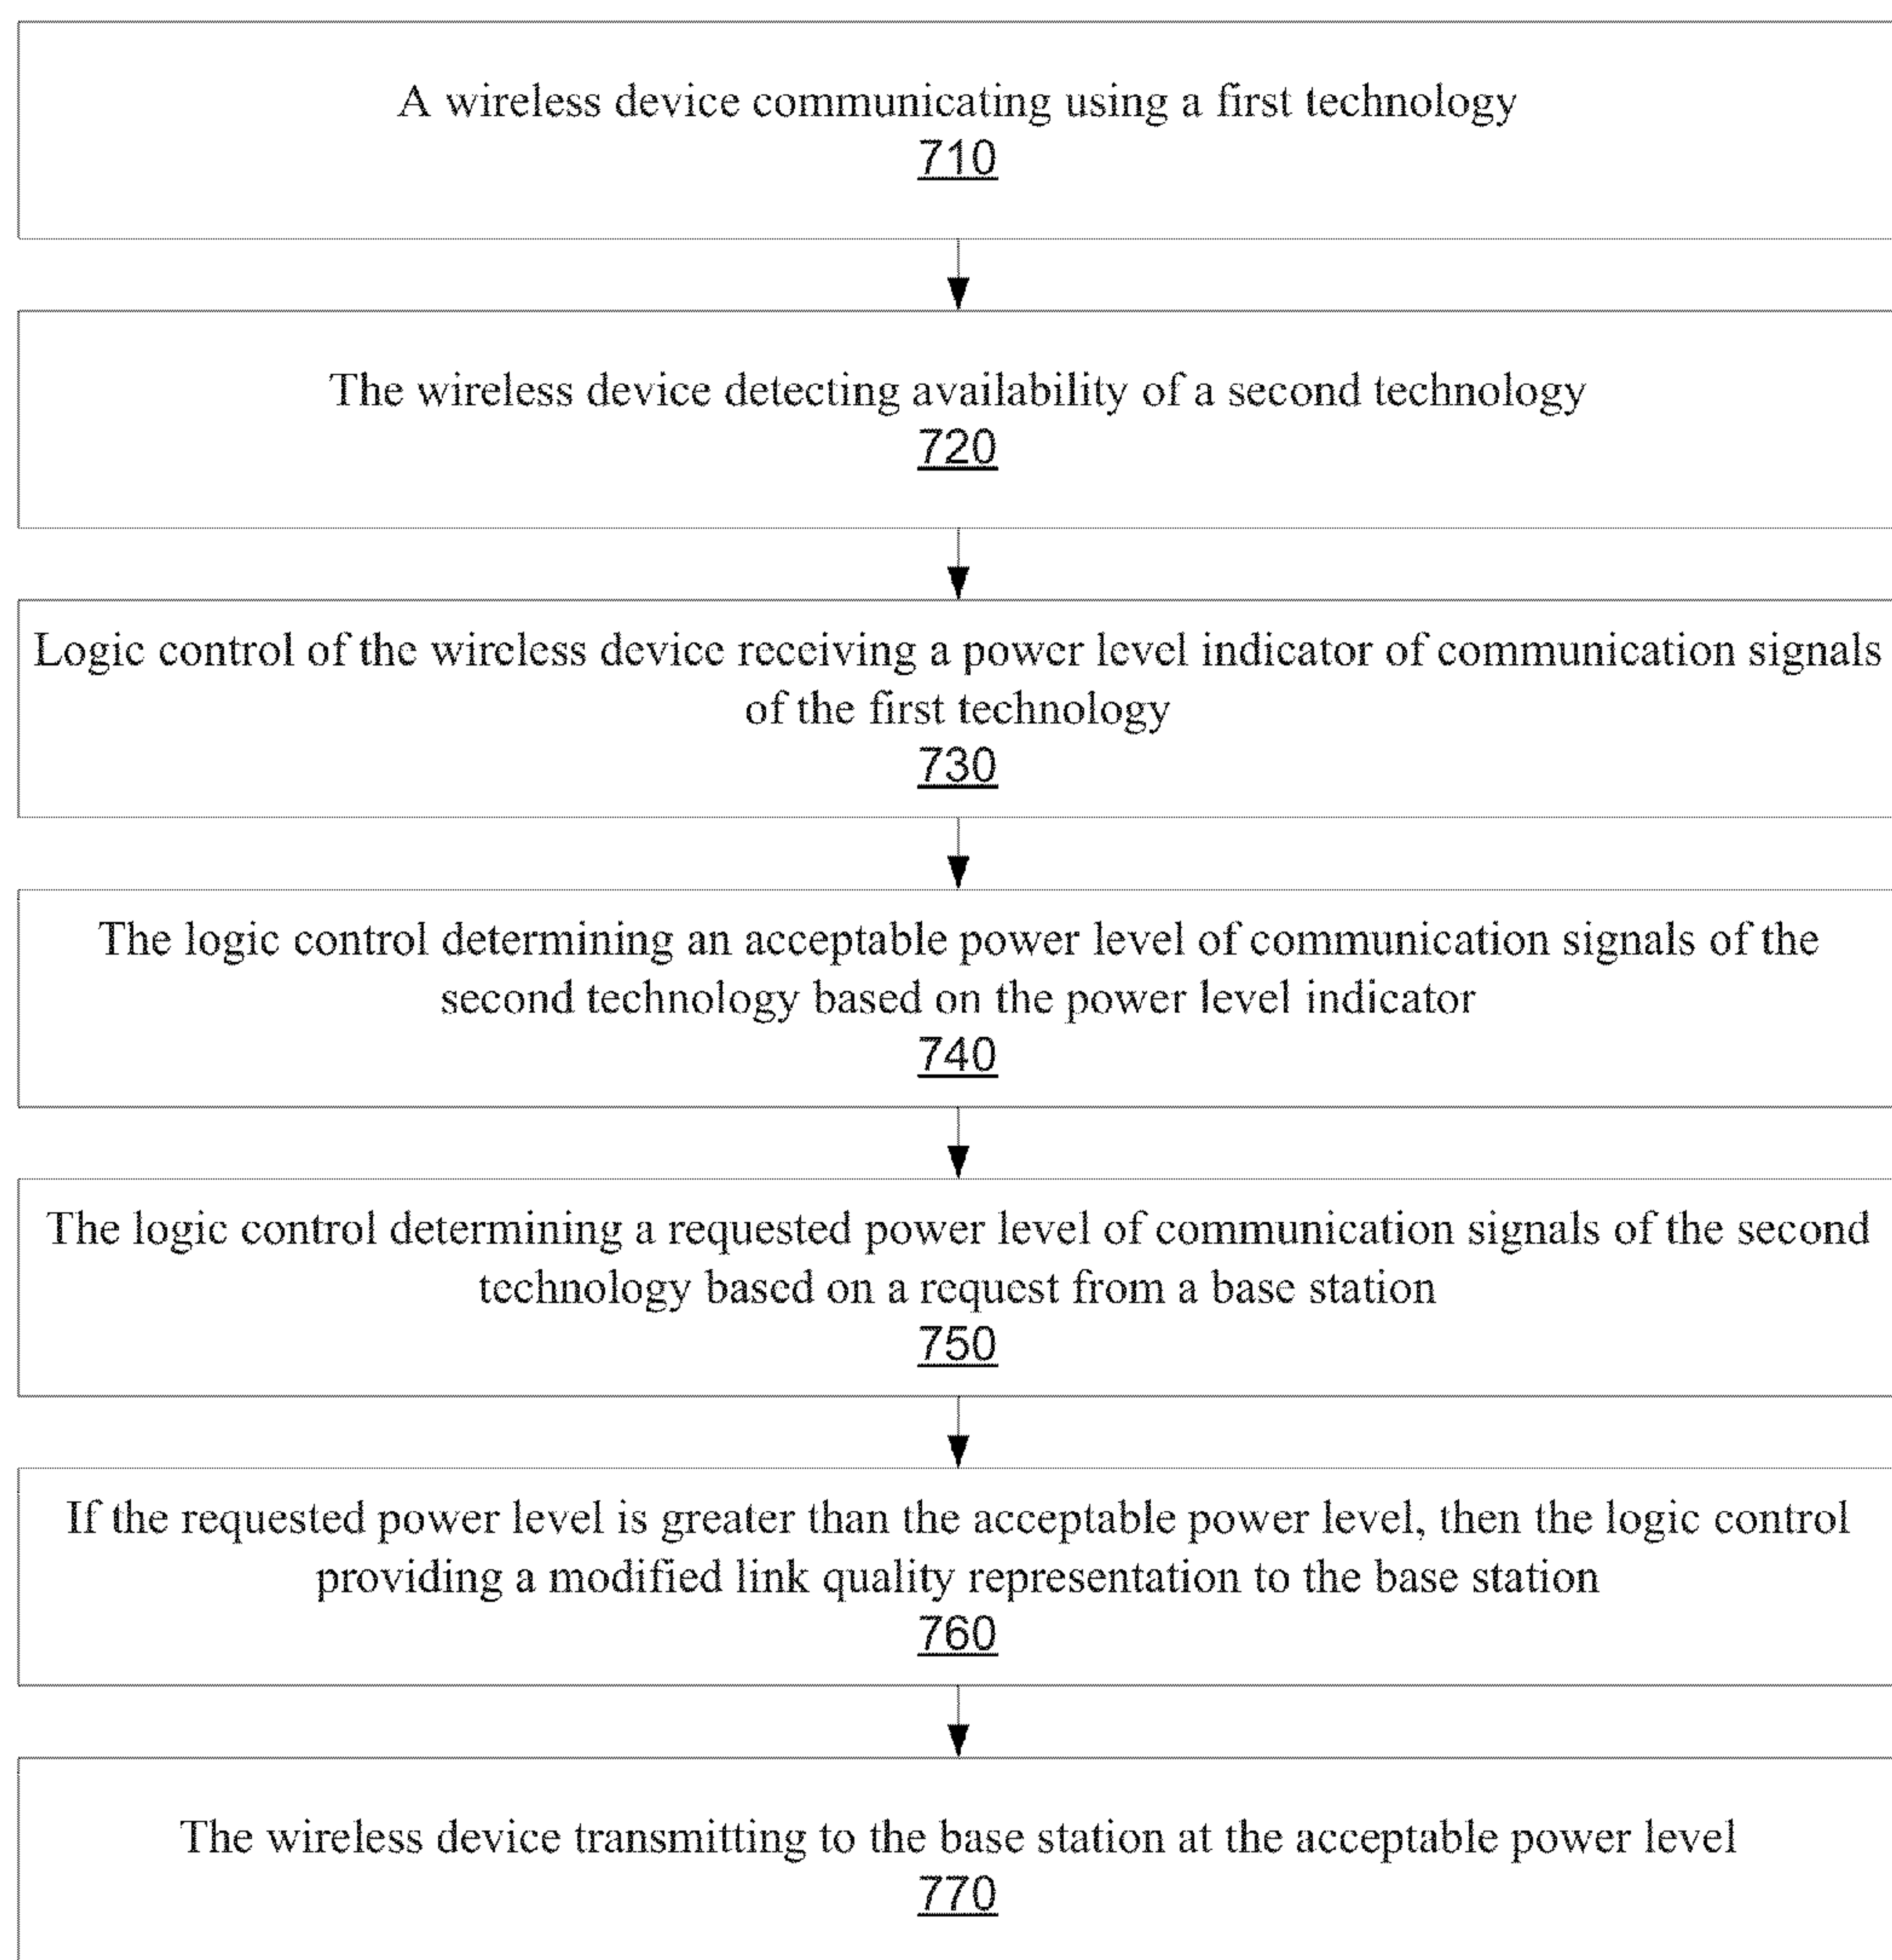 A wireless device communicating using a first technology
710
The wireless device detecting availability of a second technology
720
Logic control of the wireless device receiving a power level indicator of communication signals
of the first technology
730
The logic control determining an acceptable power level of communication signals of the
second technology based on the power level indicator
740
The logic control determining a requested power level of communication signals of the second
technology based on a request from a base station
750
If the requested power level is greater than the acceptable power level, then the logic control
providing a modified link quality representation to the base station
760
The wireless device transmitting to the base station at the acceptable power level
770